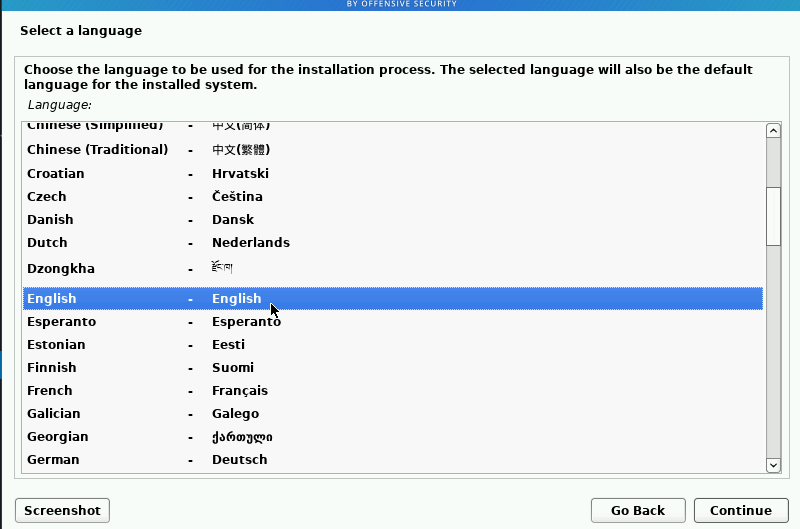 BY OFFENSIVE SECURITY
Select a language
Choose the language to be used for the installation process. The selected language will also be the default
language for the installed system.
Language:
Chinese (Simplified) - 中文(简体)
Chinese (Traditional) - 中文(繁體)
Croatian - Hrvatski
Czech - Čeština
Danish - Dansk
Dutch - Nederlands
Dzongkha - རྫོང་ཁ།
English - English
Esperanto - Esperanto
Estonian - Eesti
Finnish - Suomi
French - Français
Galician - Galego
Georgian - ქართული
German - Deutsch
Screenshot Go Back Continue